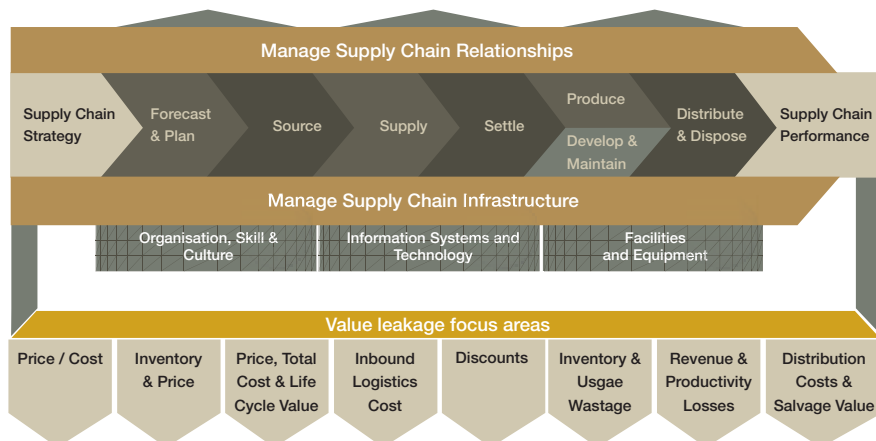 Manage Supply Chain Relationships
Supply Chain
Strategy
Forecast
& Plan
Source
Supply
Settle
Produce
Develop &
Maintain
Distribute
& Dispose
Supply Chain
Performance
Manage Supply Chain Infrastructure
Organisation, Skill &
Culture
Information Systems and
Technology
Facilities
and Equipment
Value leakage focus areas
Price / Cost
Inventory
& Price
Price, Total
Cost & Life
Cycle Value
Inbound
Logistics
Cost
Discounts
Inventory &
Usgae
Wastage
Revenue &
Productivity
Losses
Distribution
Costs &
Salvage Value